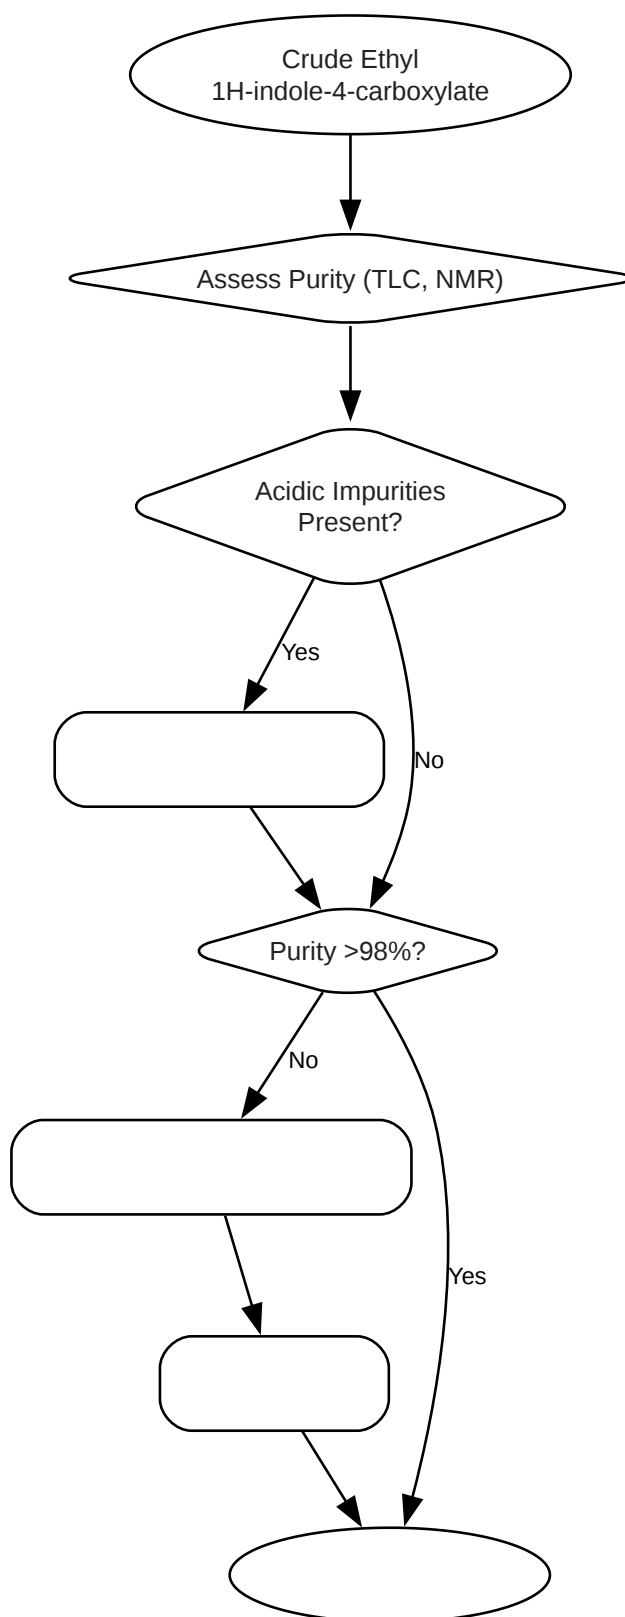 Crude Ethyl
1H-indole-4-carboxylate
Assess Purity (TLC, NMR)
Acidic Impurities
Present?
Yes
No
Purity >98%?
No
Yes